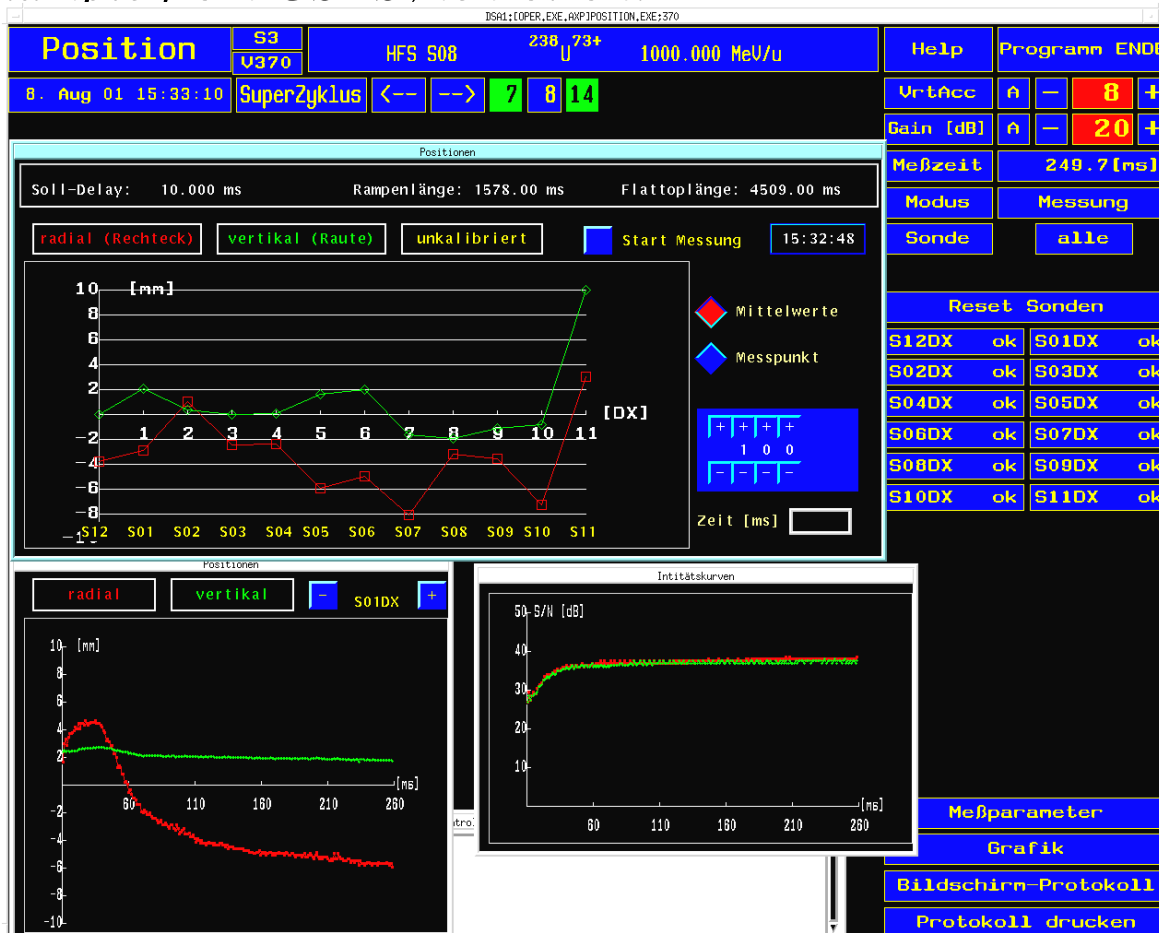 DSA1:[OPER.EXE.AXP]POSITION.EXE;370
Position
S3
V370
HFS S08 238U73+ 1000.000 MeV/u
Help
Programm ENDE
8. Aug 01 15:33:10
SuperZyklus
<--
-->
7
8
14
VrtAcc A − 8 +
Gain [dB] A − 20 +
Meßzeit 249.7[ms]
Modus Messung
Sonde alle
Positionen
Soll-Delay: 10.000 ms Rampenlänge: 1578.00 ms Flattoplänge: 4509.00 ms
radial (Rechteck)
vertikal (Raute)
unkalibriert
Start Messung
15:32:48
10 [mm]
8
6
4
2
[DX]
1 2 3 4 5 6 7 8 9 10 11
-2
-4
-6
-8
S12 S01 S02 S03 S04 S05 S06 S07 S08 S09 S10 S11
Mittelwerte
Messpunkt
+ + + +
1 0 0
- - - -
Zeit [ms]
Reset Sonden
S12DX ok S01DX ok
S02DX ok S03DX ok
S04DX ok S05DX ok
S06DX ok S07DX ok
S08DX ok S09DX ok
S10DX ok S11DX ok
Positionen
radial
vertikal
-
S01DX
+
10 [mm]
8
6
4
2
[ms]
60 110 160 210 260
-2
-4
-6
-8
-10
Intitätskurven
50 S/N [dB]
40
30
20
10
[ms]
60 110 160 210 260
Meßparameter
Grafik
Bildschirm-Protokoll
Protokoll drucken